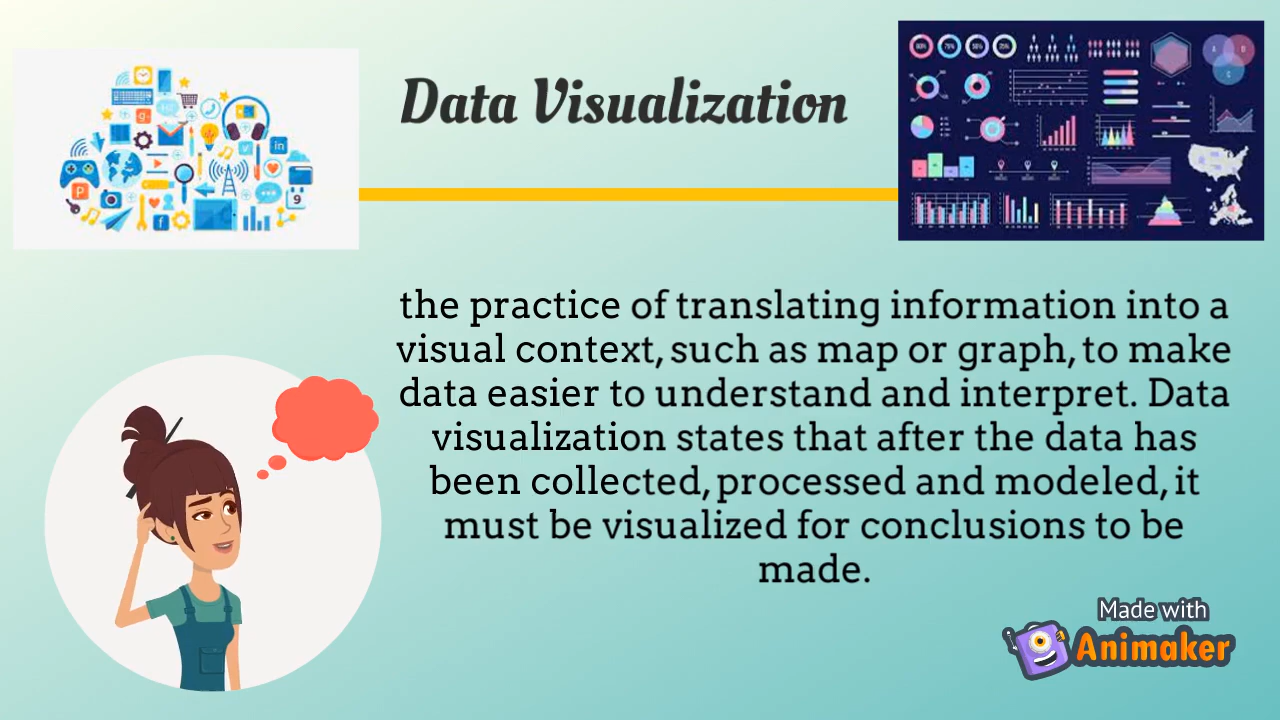 Data Visualization
the practice of translating information into a
visual context, such as map or graph, to make
data easier to understand and interpret. Data
visualization states that after the data has
been collected, processed and modeled, it
must be visualized for conclusions to be
made.
Made with
Animaker